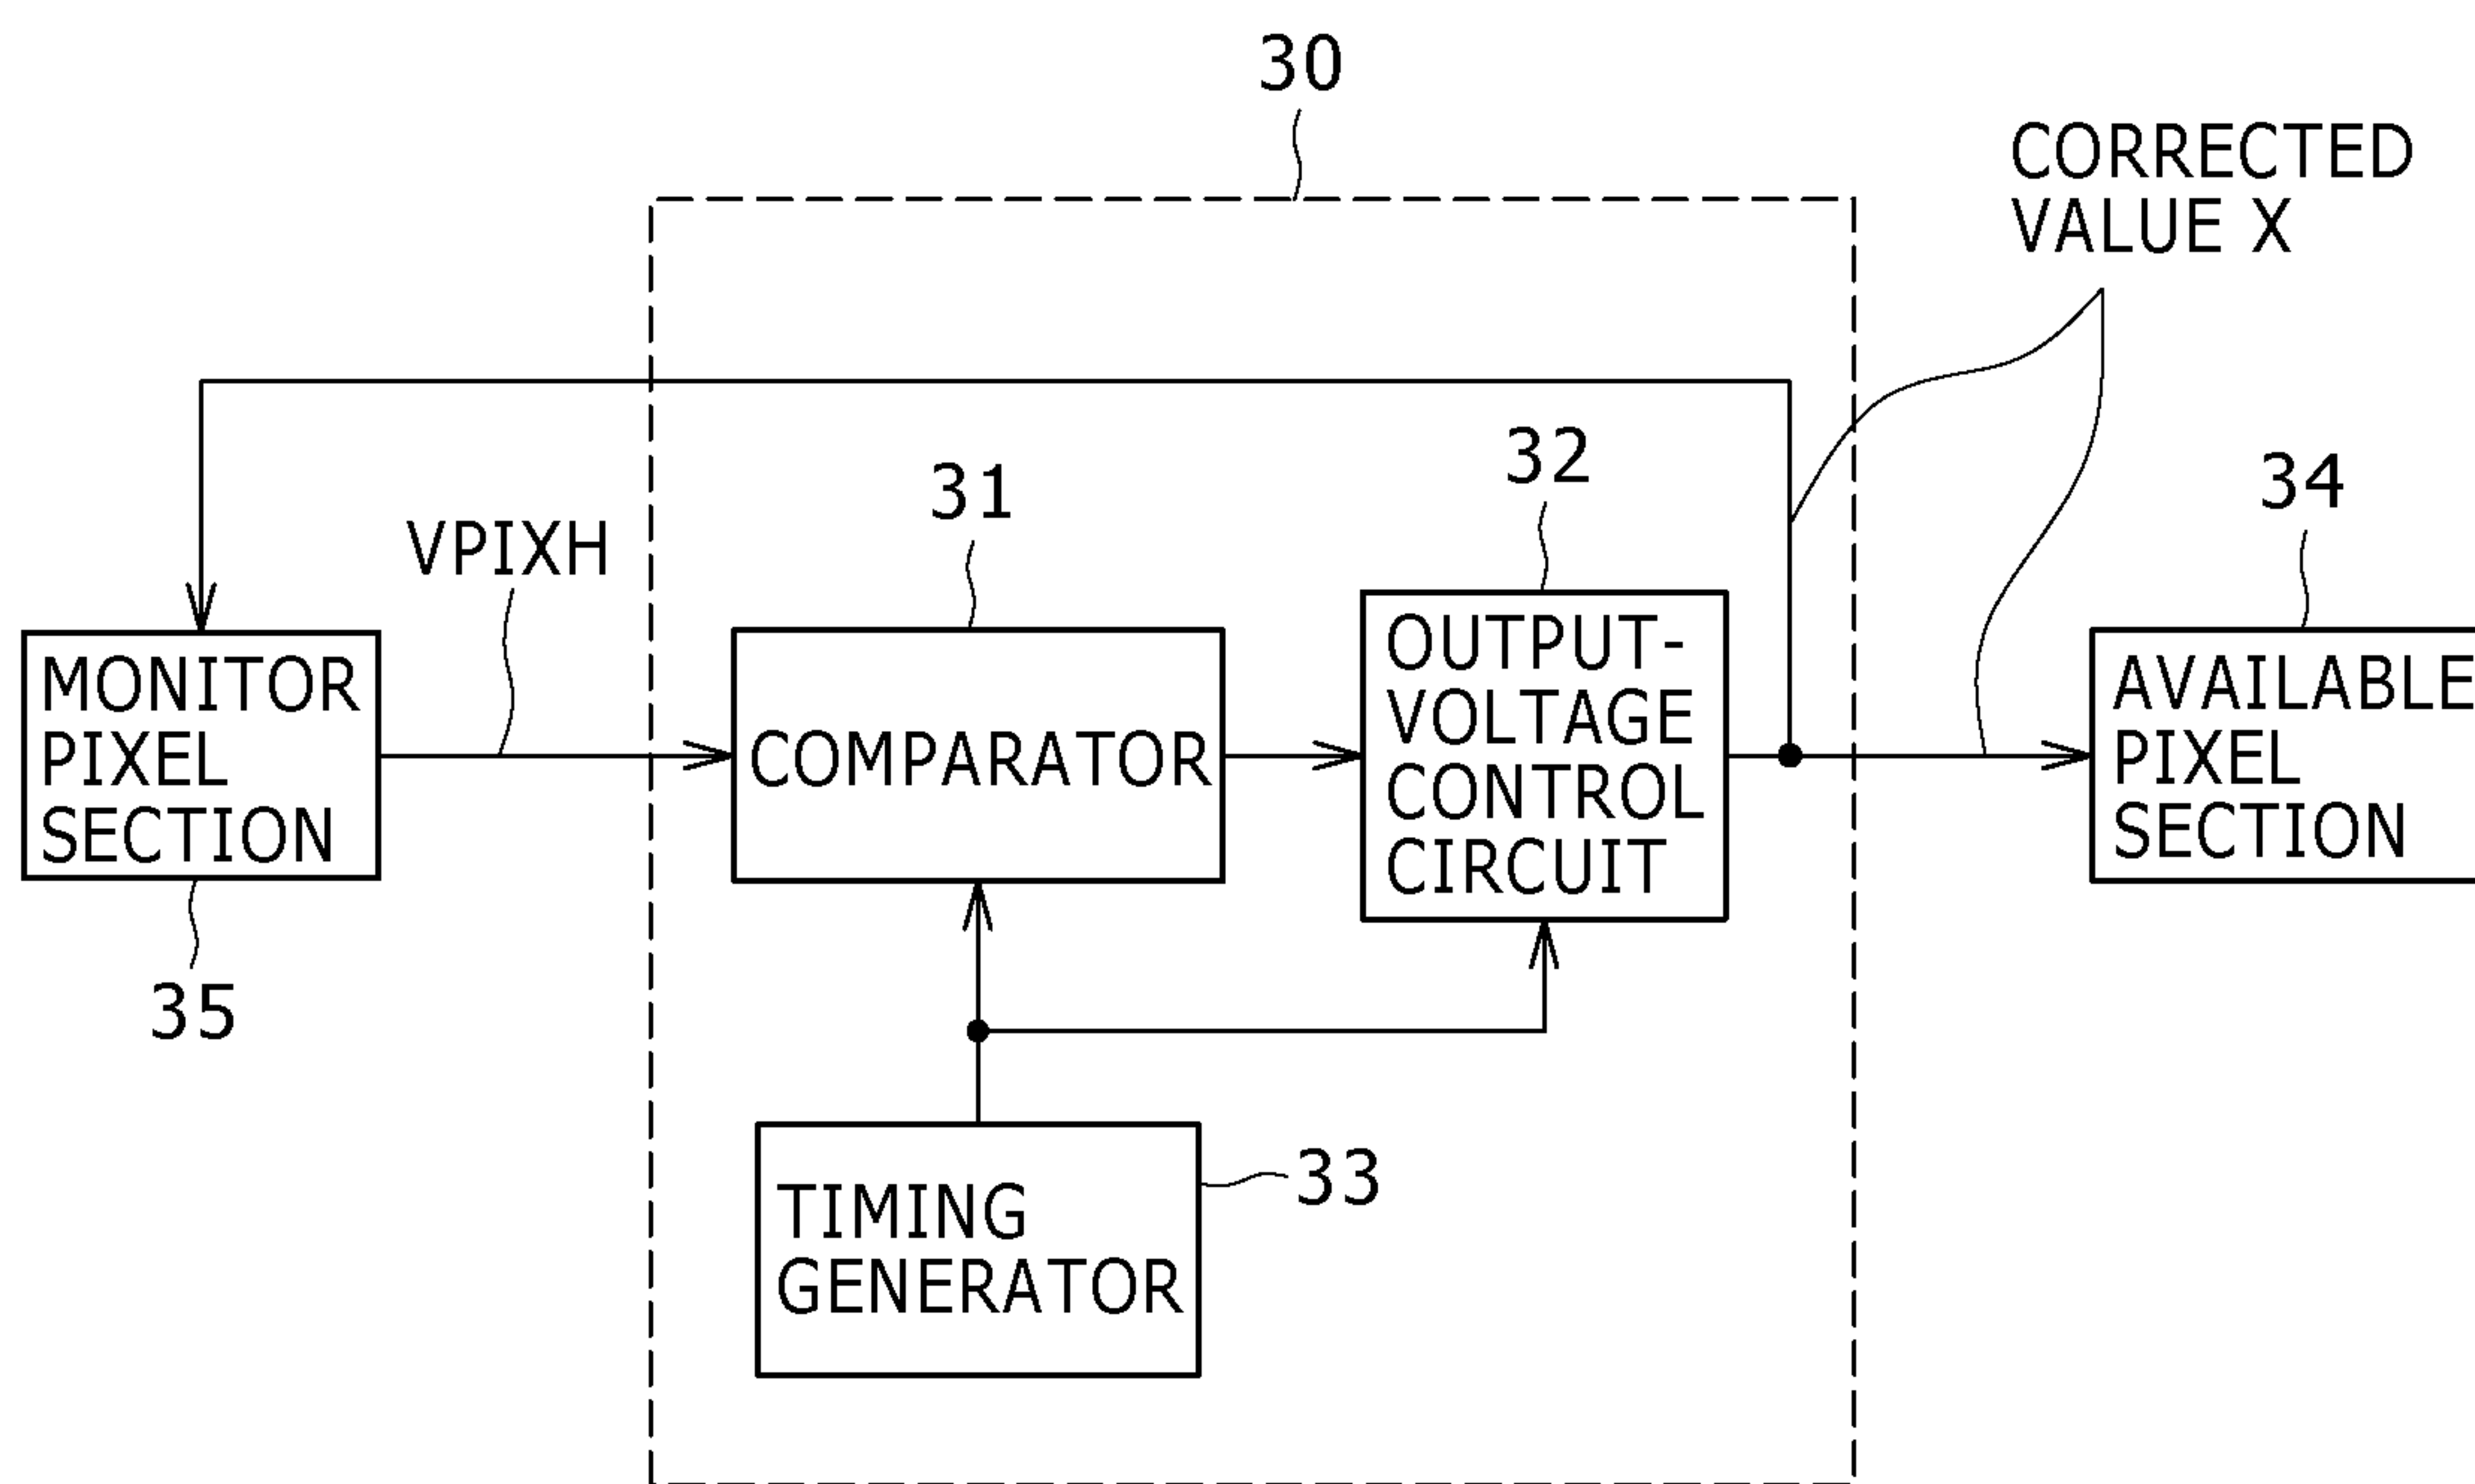 30
CORRECTED
VALUE X
32
34
31
VPIXH
OUTPUT-
VOLTAGE
CONTROL
CIRCUIT
MONITOR
PIXEL
SECTION
COMPARATOR
AVAILABLE
PIXEL
SECTION
35
33
TIMING
GENERATOR